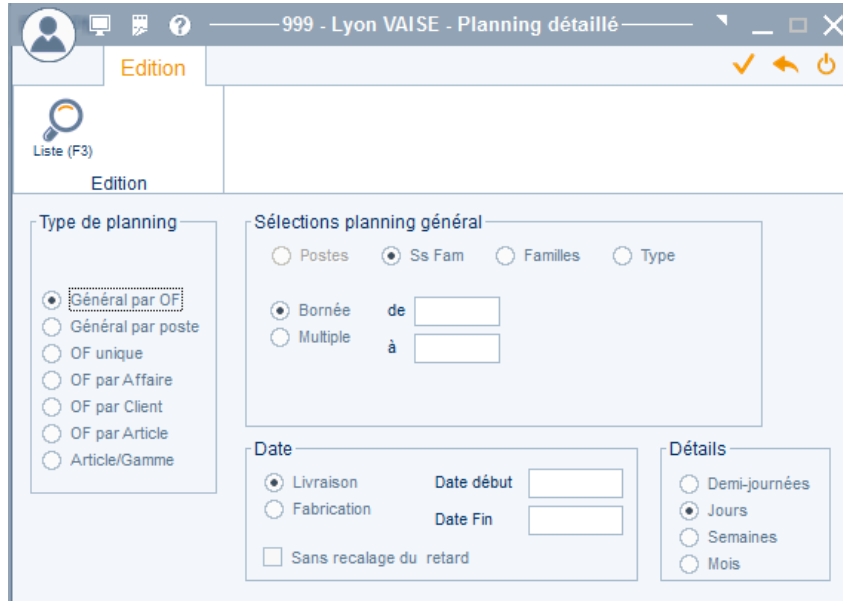 999 - Lyon VAISE - Planning détaillé
Edition
Liste (F3)
Edition
Type de planning
Général par OF
Général par poste
OF unique
OF par Affaire
OF par Client
OF par Article
Article/Gamme
Sélections planning général
Postes Ss Fam Familles Type
Bornée de
Multiple
à
Date
Livraison Date début
Fabrication
Date Fin
Sans recalage du retard
Détails
Demi-journées
Jours
Semaines
Mois